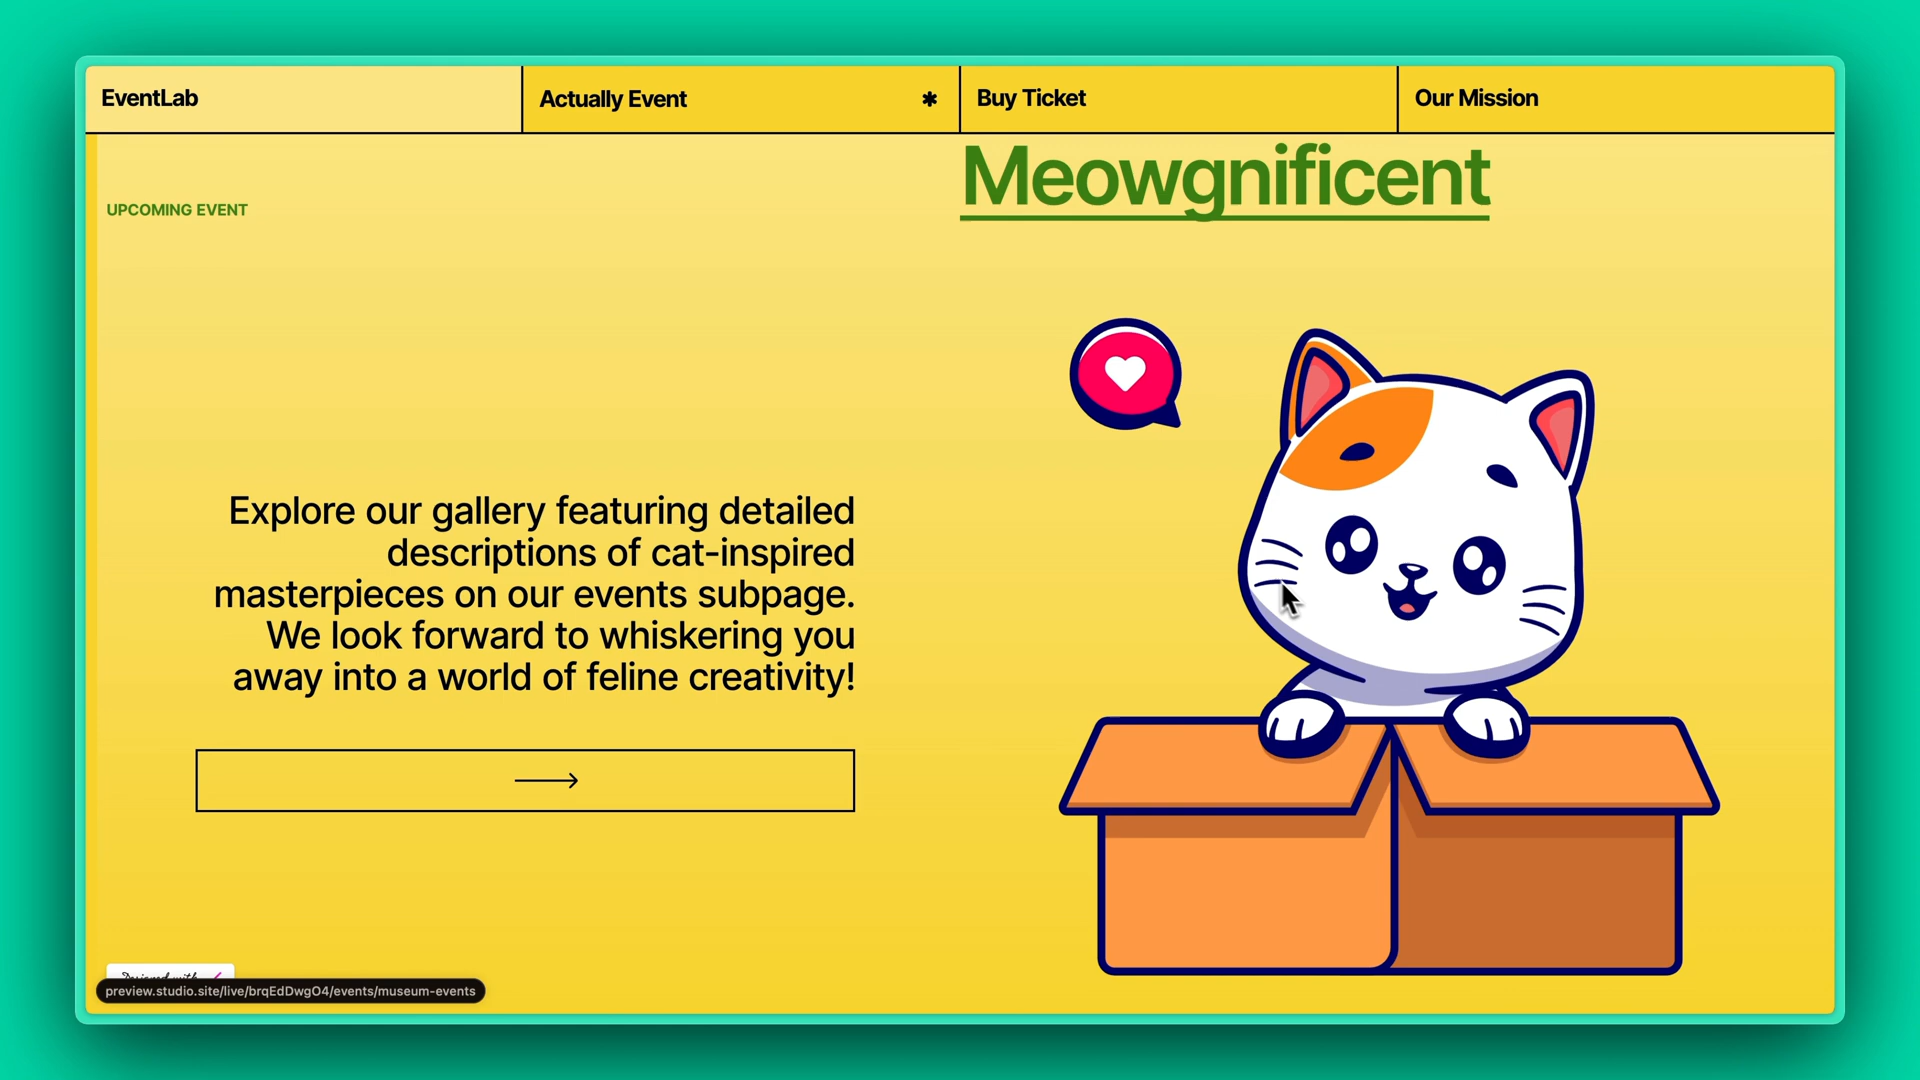 EventLab
Actually Event *
Buy Ticket
Our Mission
Meowgnificent
UPCOMING EVENT
Explore our gallery featuring detailed
descriptions of cat-inspired
masterpieces on our events subpage.
We look forward to whiskering you
away into a world of feline creativity!
Designed with
preview.studio.site/live/brqEdDwgO4/events/museum-events